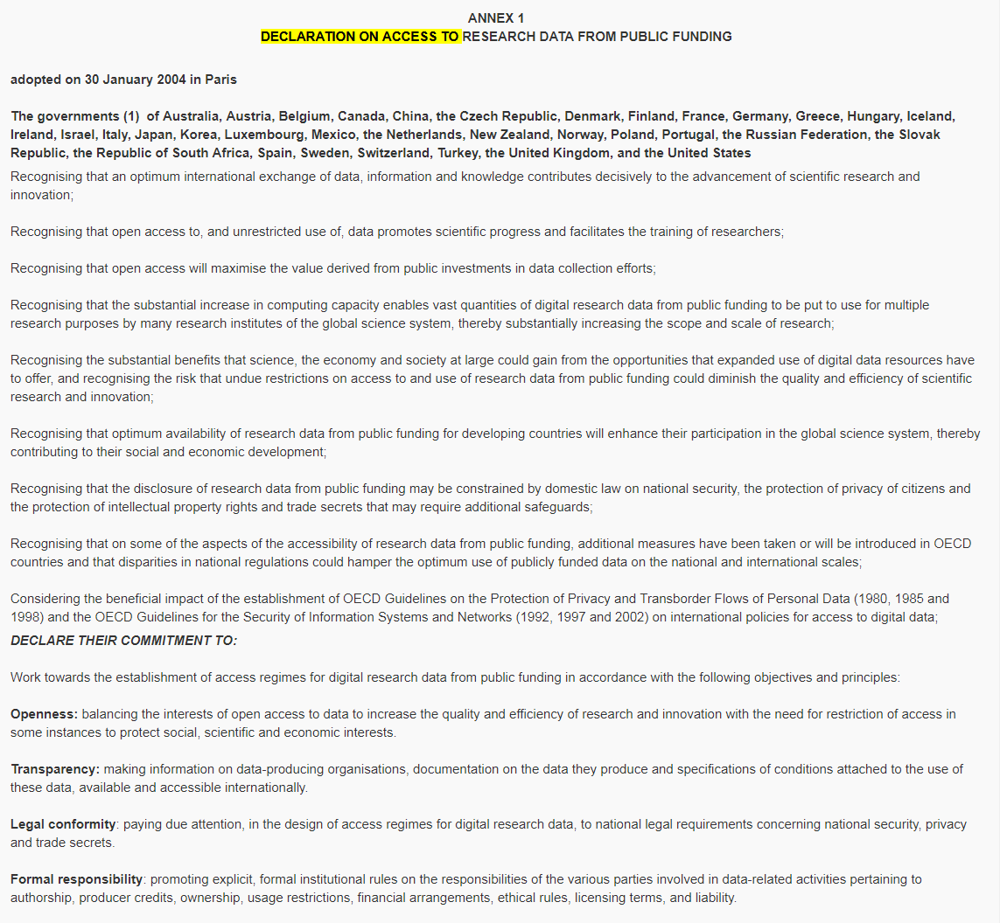 ANNEX 1
DECLARATION ON ACCESS TO RESEARCH DATA FROM PUBLIC FUNDING
adopted on 30 January 2004 in Paris
The governments (1)  of Australia, Austria, Belgium, Canada, China, the Czech Republic, Denmark, Finland, France, Germany, Greece, Hungary, Iceland,
Ireland, Israel, Italy, Japan, Korea, Luxembourg, Mexico, the Netherlands, New Zealand, Norway, Poland, Portugal, the Russian Federation, the Slovak
Republic, the Republic of South Africa, Spain, Sweden, Switzerland, Turkey, the United Kingdom, and the United States
Recognising that an optimum international exchange of data, information and knowledge contributes decisively to the advancement of scientific research and
innovation;
Recognising that open access to, and unrestricted use of, data promotes scientific progress and facilitates the training of researchers;
Recognising that open access will maximise the value derived from public investments in data collection efforts;
Recognising that the substantial increase in computing capacity enables vast quantities of digital research data from public funding to be put to use for multiple
research purposes by many research institutes of the global science system, thereby substantially increasing the scope and scale of research;
Recognising the substantial benefits that science, the economy and society at large could gain from the opportunities that expanded use of digital data resources have
to offer, and recognising the risk that undue restrictions on access to and use of research data from public funding could diminish the quality and efficiency of scientific
research and innovation;
Recognising that optimum availability of research data from public funding for developing countries will enhance their participation in the global science system, thereby
contributing to their social and economic development;
Recognising that the disclosure of research data from public funding may be constrained by domestic law on national security, the protection of privacy of citizens and
the protection of intellectual property rights and trade secrets that may require additional safeguards;
Recognising that on some of the aspects of the accessibility of research data from public funding, additional measures have been taken or will be introduced in OECD
countries and that disparities in national regulations could hamper the optimum use of publicly funded data on the national and international scales;
Considering the beneficial impact of the establishment of OECD Guidelines on the Protection of Privacy and Transborder Flows of Personal Data (1980, 1985 and
1998) and the OECD Guidelines for the Security of Information Systems and Networks (1992, 1997 and 2002) on international policies for access to digital data;
DECLARE THEIR COMMITMENT TO:
Work towards the establishment of access regimes for digital research data from public funding in accordance with the following objectives and principles:
Openness: balancing the interests of open access to data to increase the quality and efficiency of research and innovation with the need for restriction of access in
some instances to protect social, scientific and economic interests.
Transparency: making information on data-producing organisations, documentation on the data they produce and specifications of conditions attached to the use of
these data, available and accessible internationally.
Legal conformity: paying due attention, in the design of access regimes for digital research data, to national legal requirements concerning national security, privacy
and trade secrets.
Formal responsibility: promoting explicit, formal institutional rules on the responsibilities of the various parties involved in data-related activities pertaining to
authorship, producer credits, ownership, usage restrictions, financial arrangements, ethical rules, licensing terms, and liability.